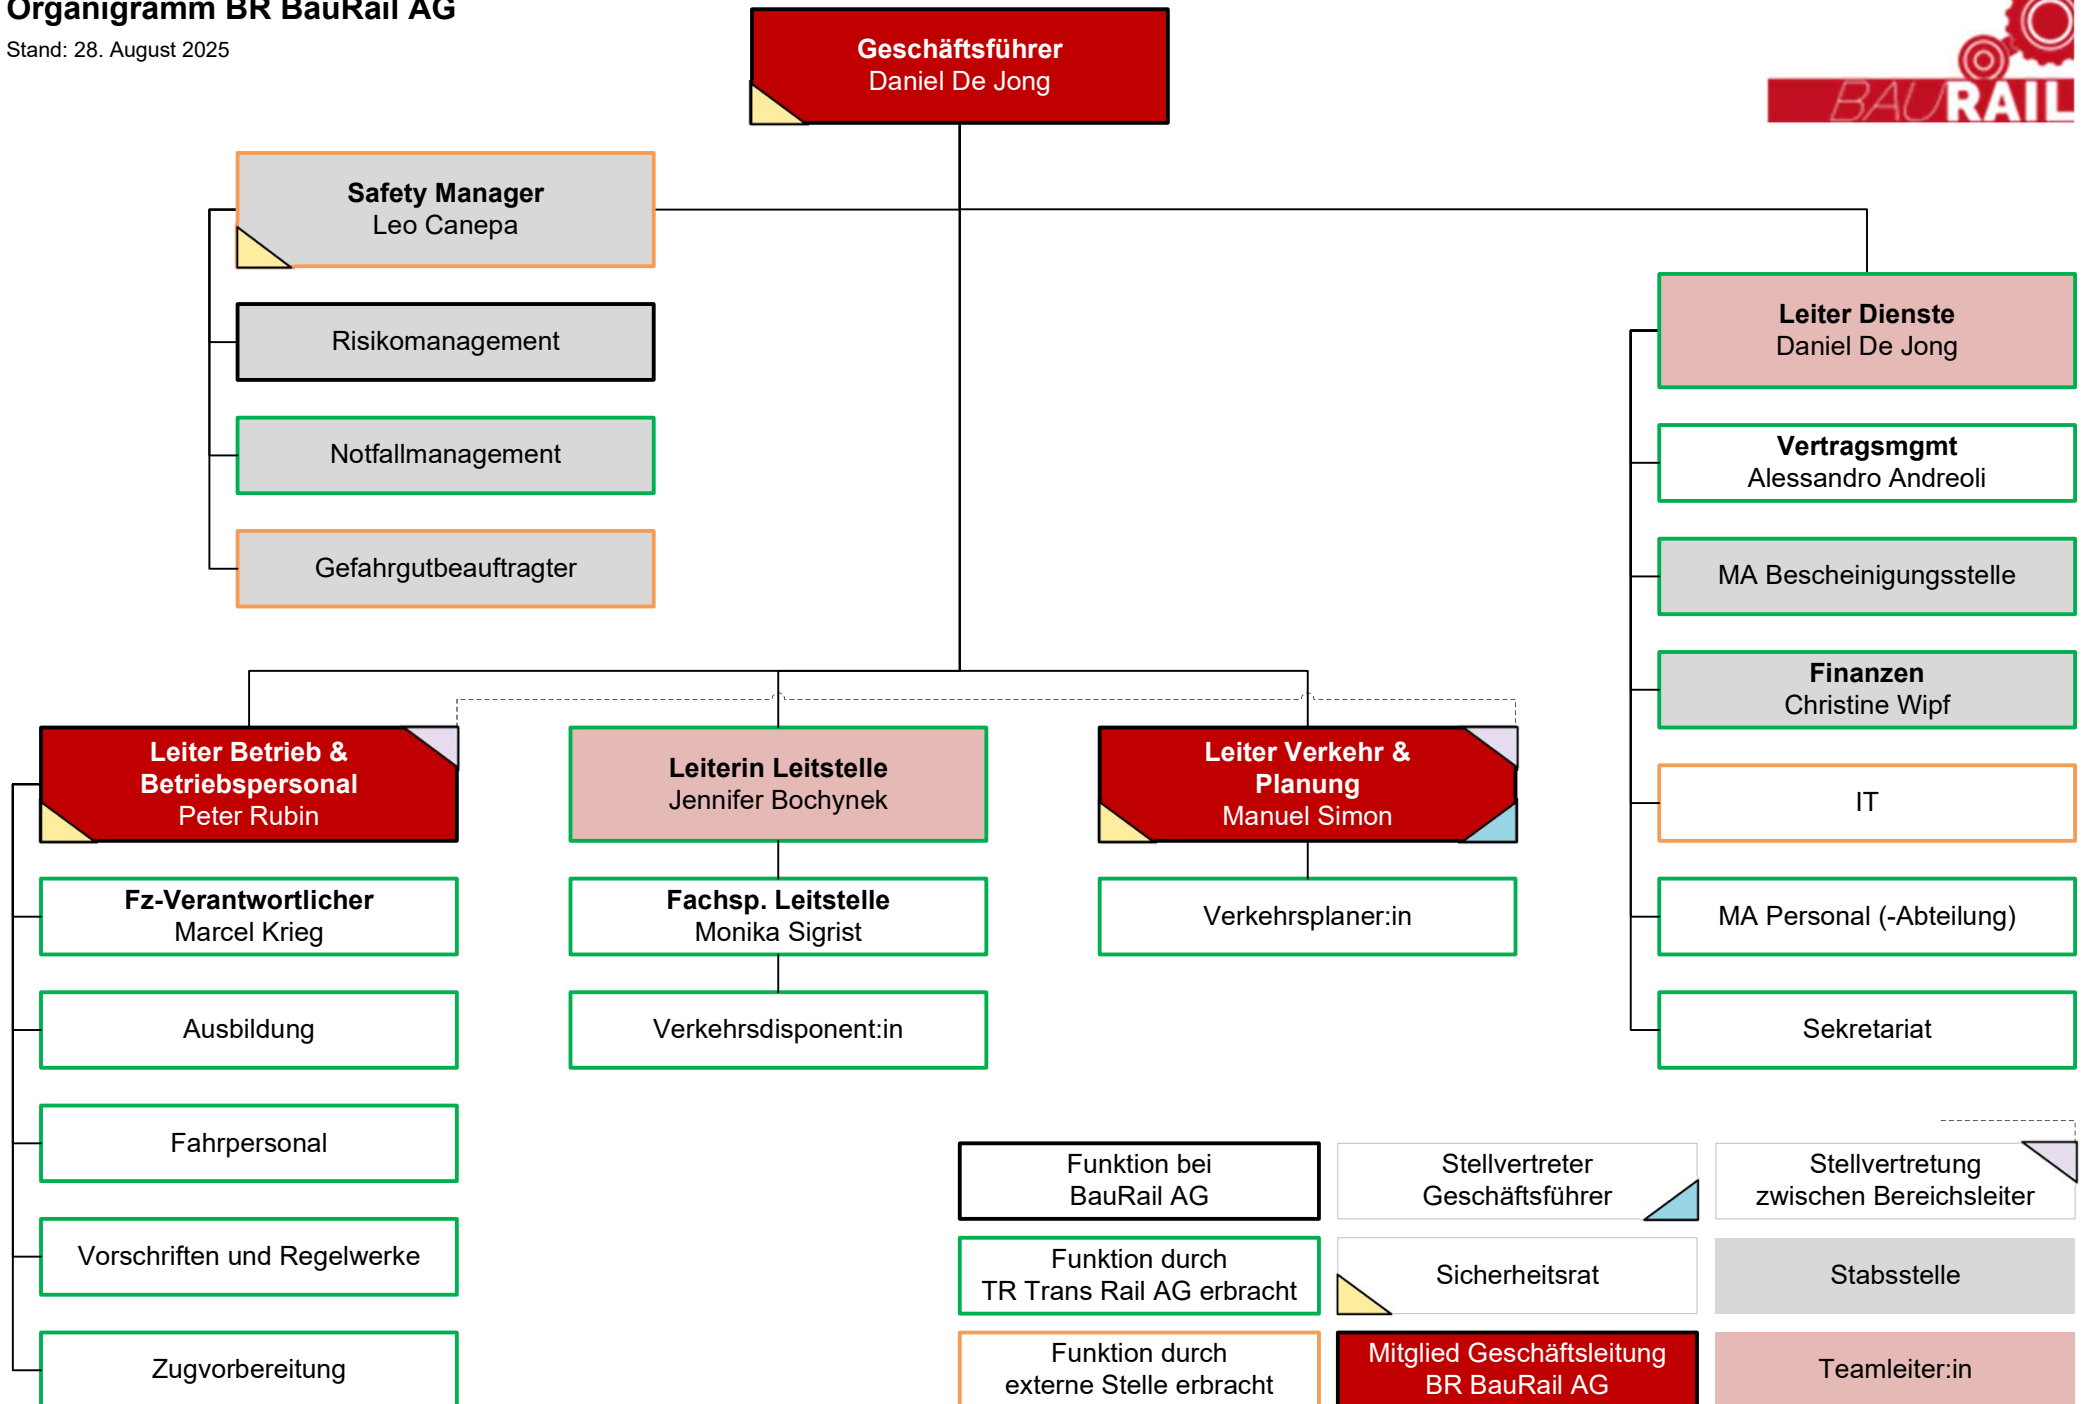 Organigramm BR BauRail AG
Stand: 28. August 2025
Geschäftsführer
Daniel De Jong
BAURAIL
Safety Manager
Leo Canepa
Risikomanagement
Notfallmanagement
Gefahrgutbeauftragter
Leiter Dienste
Daniel De Jong
Vertragsmgmt
Alessandro Andreoli
MA Bescheinigungsstelle
Finanzen
Christine Wipf
IT
MA Personal (-Abteilung)
Sekretariat
Leiter Betrieb &
Betriebspersonal
Peter Rubin
Fz-Verantwortlicher
Marcel Krieg
Ausbildung
Fahrpersonal
Vorschriften und Regelwerke
Zugvorbereitung
Leiterin Leitstelle
Jennifer Bochynek
Fachsp. Leitstelle
Monika Sigrist
Verkehrsdisponent:in
Leiter Verkehr &
Planung
Manuel Simon
Verkehrsplaner:in
Funktion bei
BauRail AG
Stellvertreter
Geschäftsführer
Stellvertretung
zwischen Bereichsleiter
Funktion durch
TR Trans Rail AG erbracht
Sicherheitsrat
Stabsstelle
Funktion durch
externe Stelle erbracht
Mitglied Geschäftsleitung
BR BauRail AG
Teamleiter:in